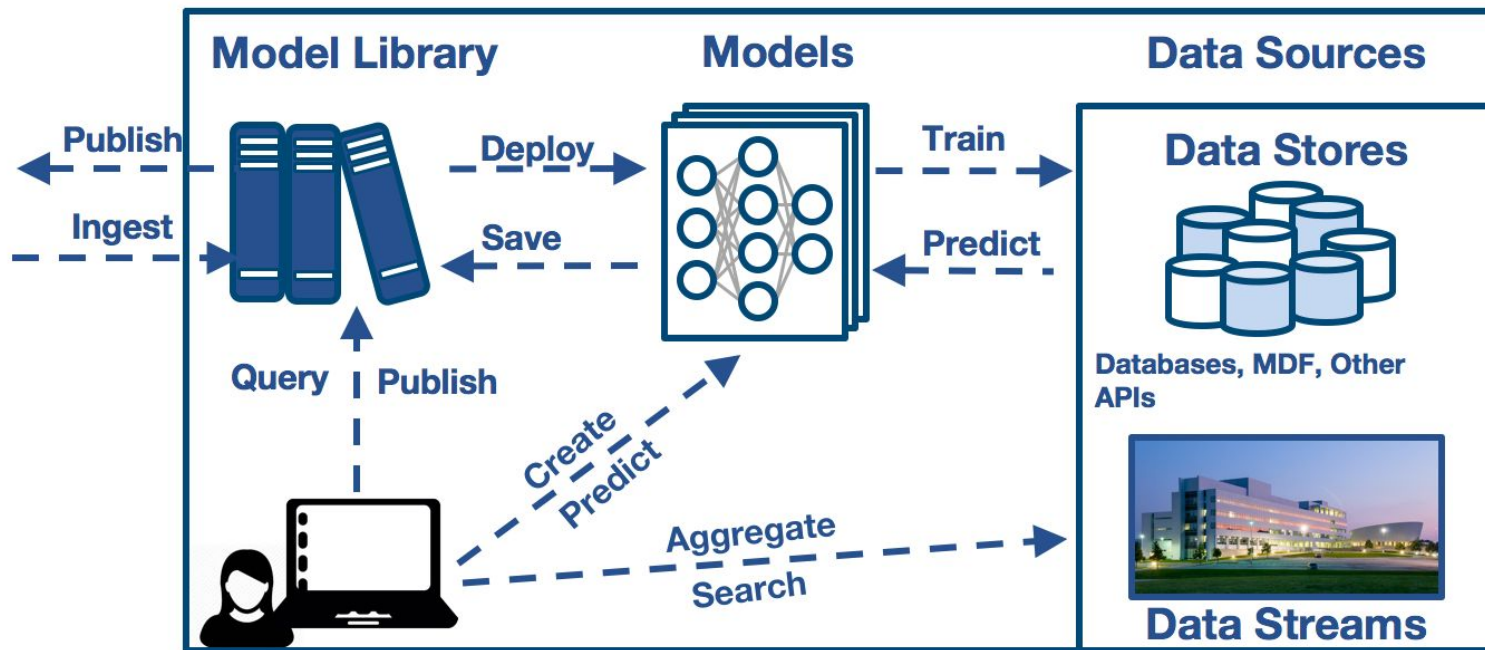 Model Library
Models
Data Sources
Publish
Ingest
Deploy
Save
Train
Predict
Data Stores
Databases, MDF, Other
APIs
Query
Publish
Create
Predict
Aggregate
Search
Data Streams